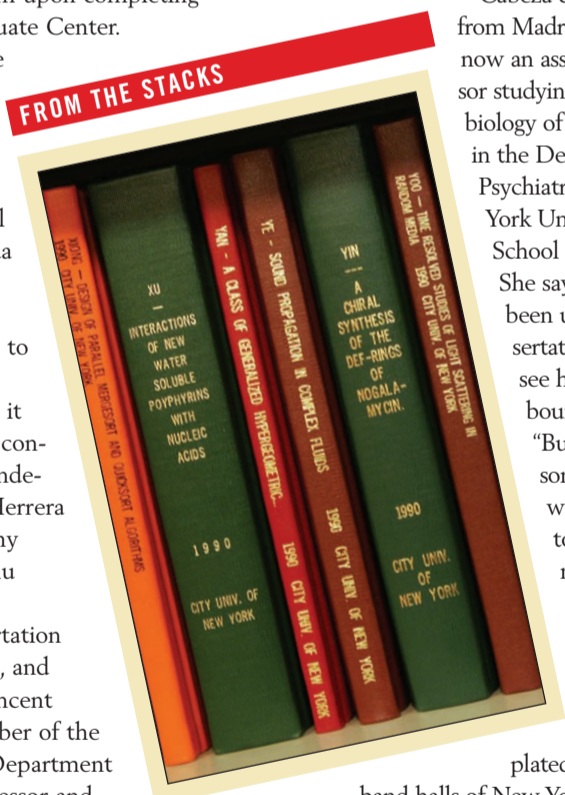 n upon completing
uate Center.
e
FROM THE STACKS
l
a
to
it
con-
nde-
Herrera
ny
u
rtation
, and
ncent
ber of the
Department
essor and
XIONG — DESIGN OF PARALLEL MERGESORT AND QUICKSORT ALGORITHMS
1990 CITY UNIV. OF NEW YORK
XU
—
INTERACTIONS
OF NEW
WATER
SOLUBLE
POYPHYRINS
WITH
NUCLEIC
ACIDS
1990
CITY UNIV. OF
NEW YORK
YAN - A CLASS OF GENERALIZED HYPERGEOMETRIC... 1990 CITY UNIV. OF NEW YORK
YE - SOUND PROPAGATION IN COMPLEX FLUIDS 1990 CITY UNIV. OF NEW YORK
YIN
—
A
CHIRAL
SYNTHESIS
OF THE
DEF-RINGS
OF
NOGALA-
MYCIN.
1990
CITY UNIV.
OF
NEW YORK
YOO — TIME RESOLVED STUDIES OF LIGHT SCATTERING IN
RANDOM MEDIA 1990 CITY UNIV. OF NEW YORK
from Madr
now an ass
sor studyin
biology of
in the De
Psychiatr
York Un
School
She say
been u
sertat
see h
bou
“Bu
sor
w
to
plated
band halls of New Yo